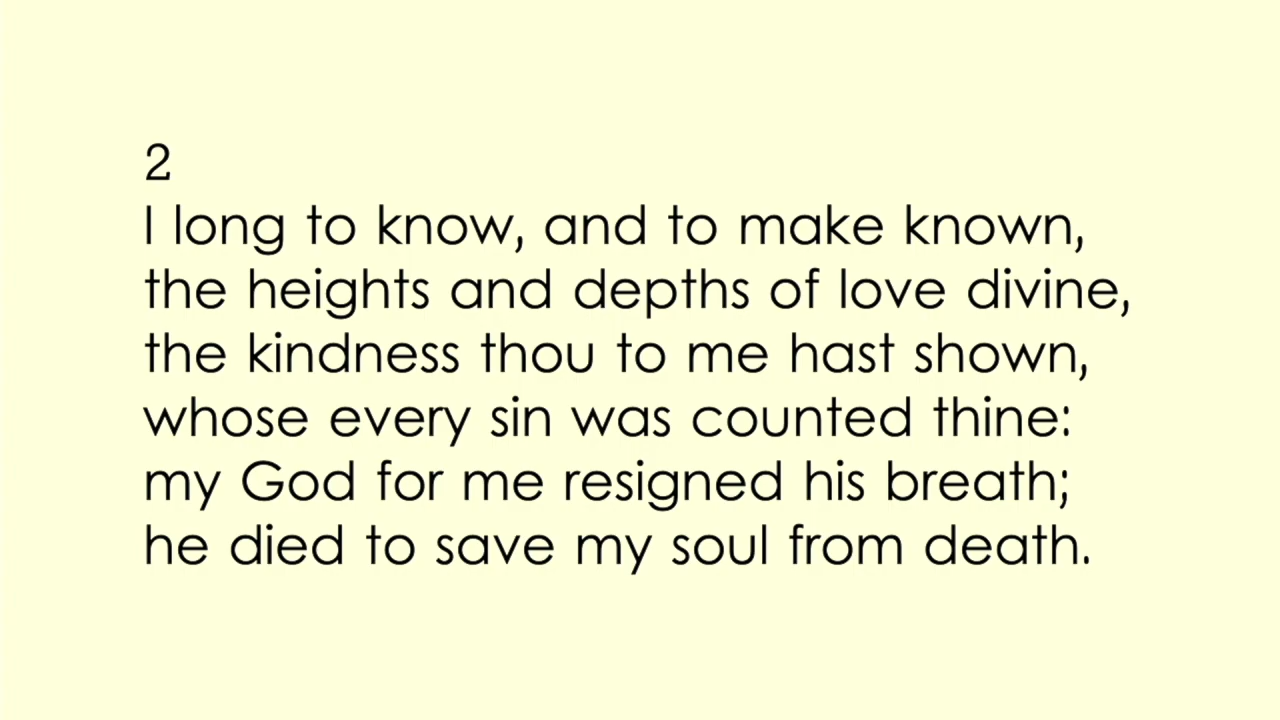 2
I long to know, and to make known,
the heights and depths of love divine,
the kindness thou to me hast shown,
whose every sin was counted thine:
my God for me resigned his breath;
he died to save my soul from death.